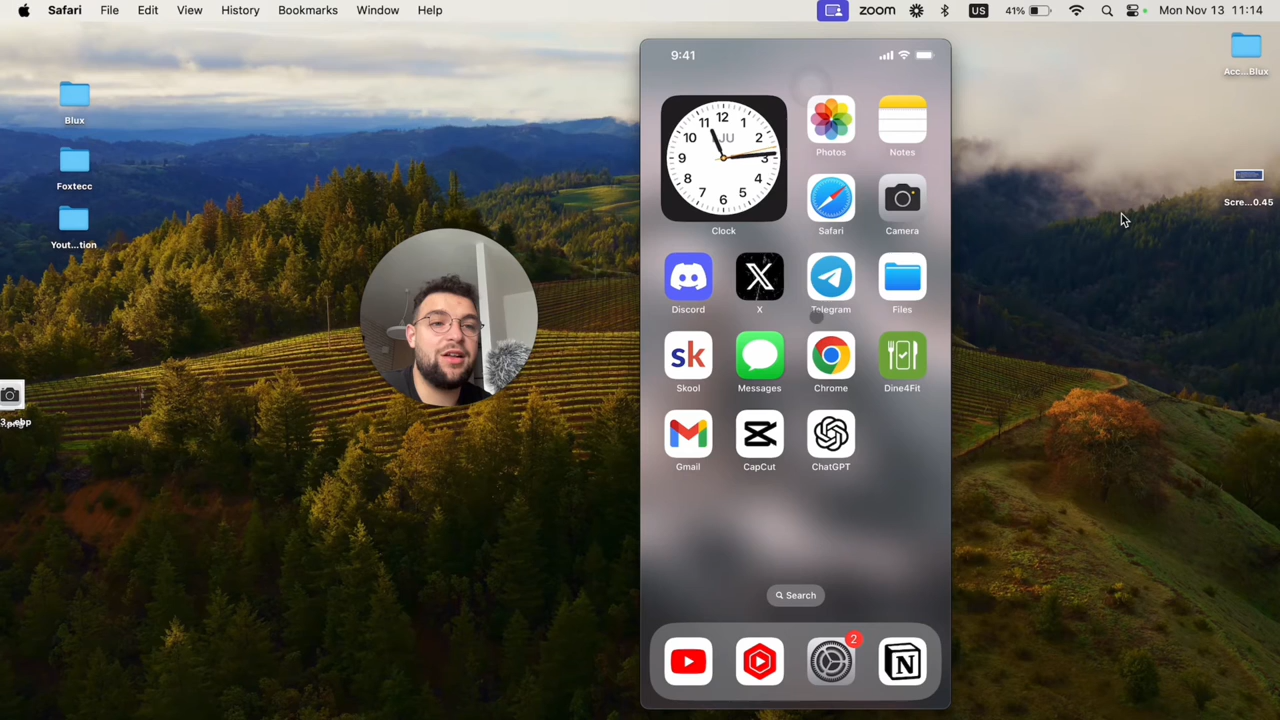 Safari File Edit View History Bookmarks Window Help
zoom US 41% Mon Nov 13 11:14
Blux
Foxtecc
Yout...tion
Acc...Blux
Scre...0.45
9:41
12
1
2
3
4
5
6
7
8
9
10
11
Clock Photos Notes
Safari Camera
Discord X Telegram Files
sk
Skool Messages Chrome Dine4Fit
Gmail CapCut ChatGPT
Search
2